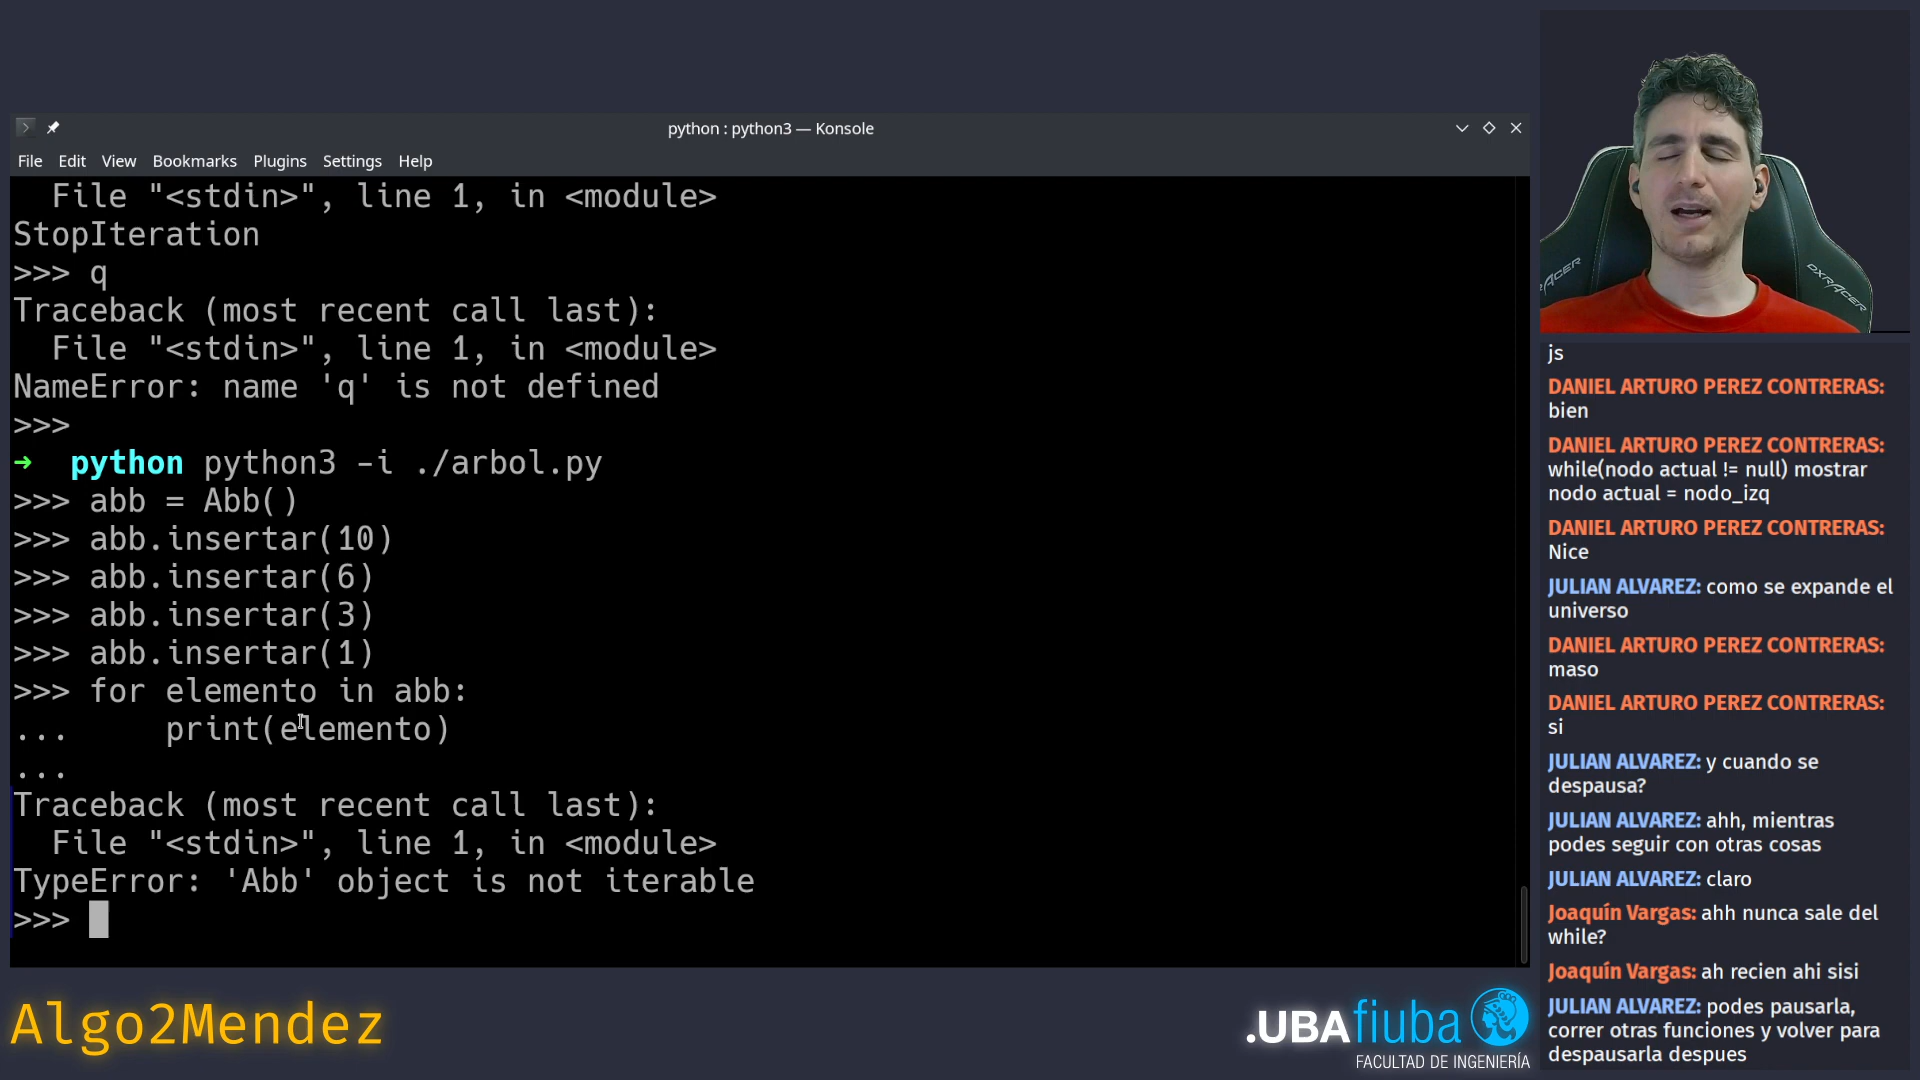 python : python3 — Konsole
File Edit View Bookmarks Plugins Settings Help
File "<stdin>", line 1, in <module>
StopIteration
>>> q
Traceback (most recent call last):
File "<stdin>", line 1, in <module>
NameError: name 'q' is not defined
>>>
➜ python python3 -i ./arbol.py
>>> abb = Abb()
>>> abb.insertar(10)
>>> abb.insertar(6)
>>> abb.insertar(3)
>>> abb.insertar(1)
>>> for elemento in abb:
... print(elemento)
...
Traceback (most recent call last):
File "<stdin>", line 1, in <module>
TypeError: 'Abb' object is not iterable
>>>
DXRACER
js
DANIEL ARTURO PEREZ CONTRERAS:
bien
DANIEL ARTURO PEREZ CONTRERAS:
while(nodo actual != null) mostrar
nodo actual = nodo_izq
DANIEL ARTURO PEREZ CONTRERAS:
Nice
JULIAN ALVAREZ: como se expande el
universo
DANIEL ARTURO PEREZ CONTRERAS:
maso
DANIEL ARTURO PEREZ CONTRERAS:
si
JULIAN ALVAREZ: y cuando se
despausa?
JULIAN ALVAREZ: ahh, mientras
podes seguir con otras cosas
JULIAN ALVAREZ: claro
Joaquín Vargas: ahh nunca sale del
while?
Joaquín Vargas: ah recien ahi sisi
JULIAN ALVAREZ: podes pausarla,
correr otras funciones y volver para
despausarla despues
Algo2Mendez
.UBAfiuba
FACULTAD DE INGENIERÍA